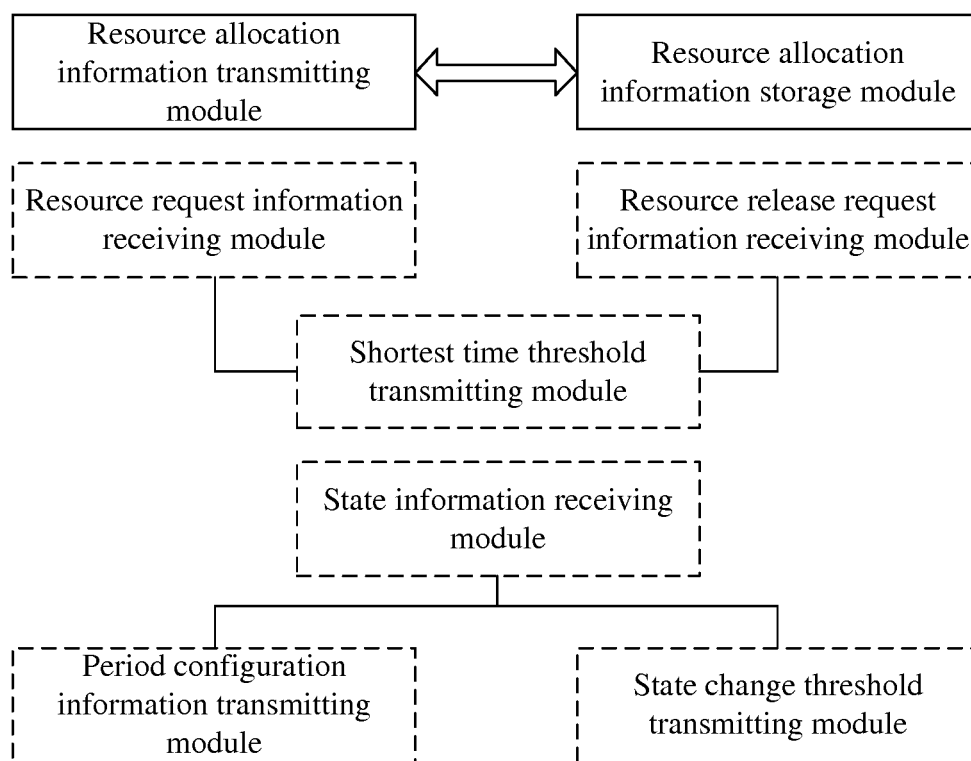 Resource allocation
information transmitting
module
Resource allocation
information storage module
Resource request information
receiving module
Resource release request
information receiving module
Shortest time threshold
transmitting module
State information receiving
module
Period configuration
information transmitting
module
State change threshold
transmitting module